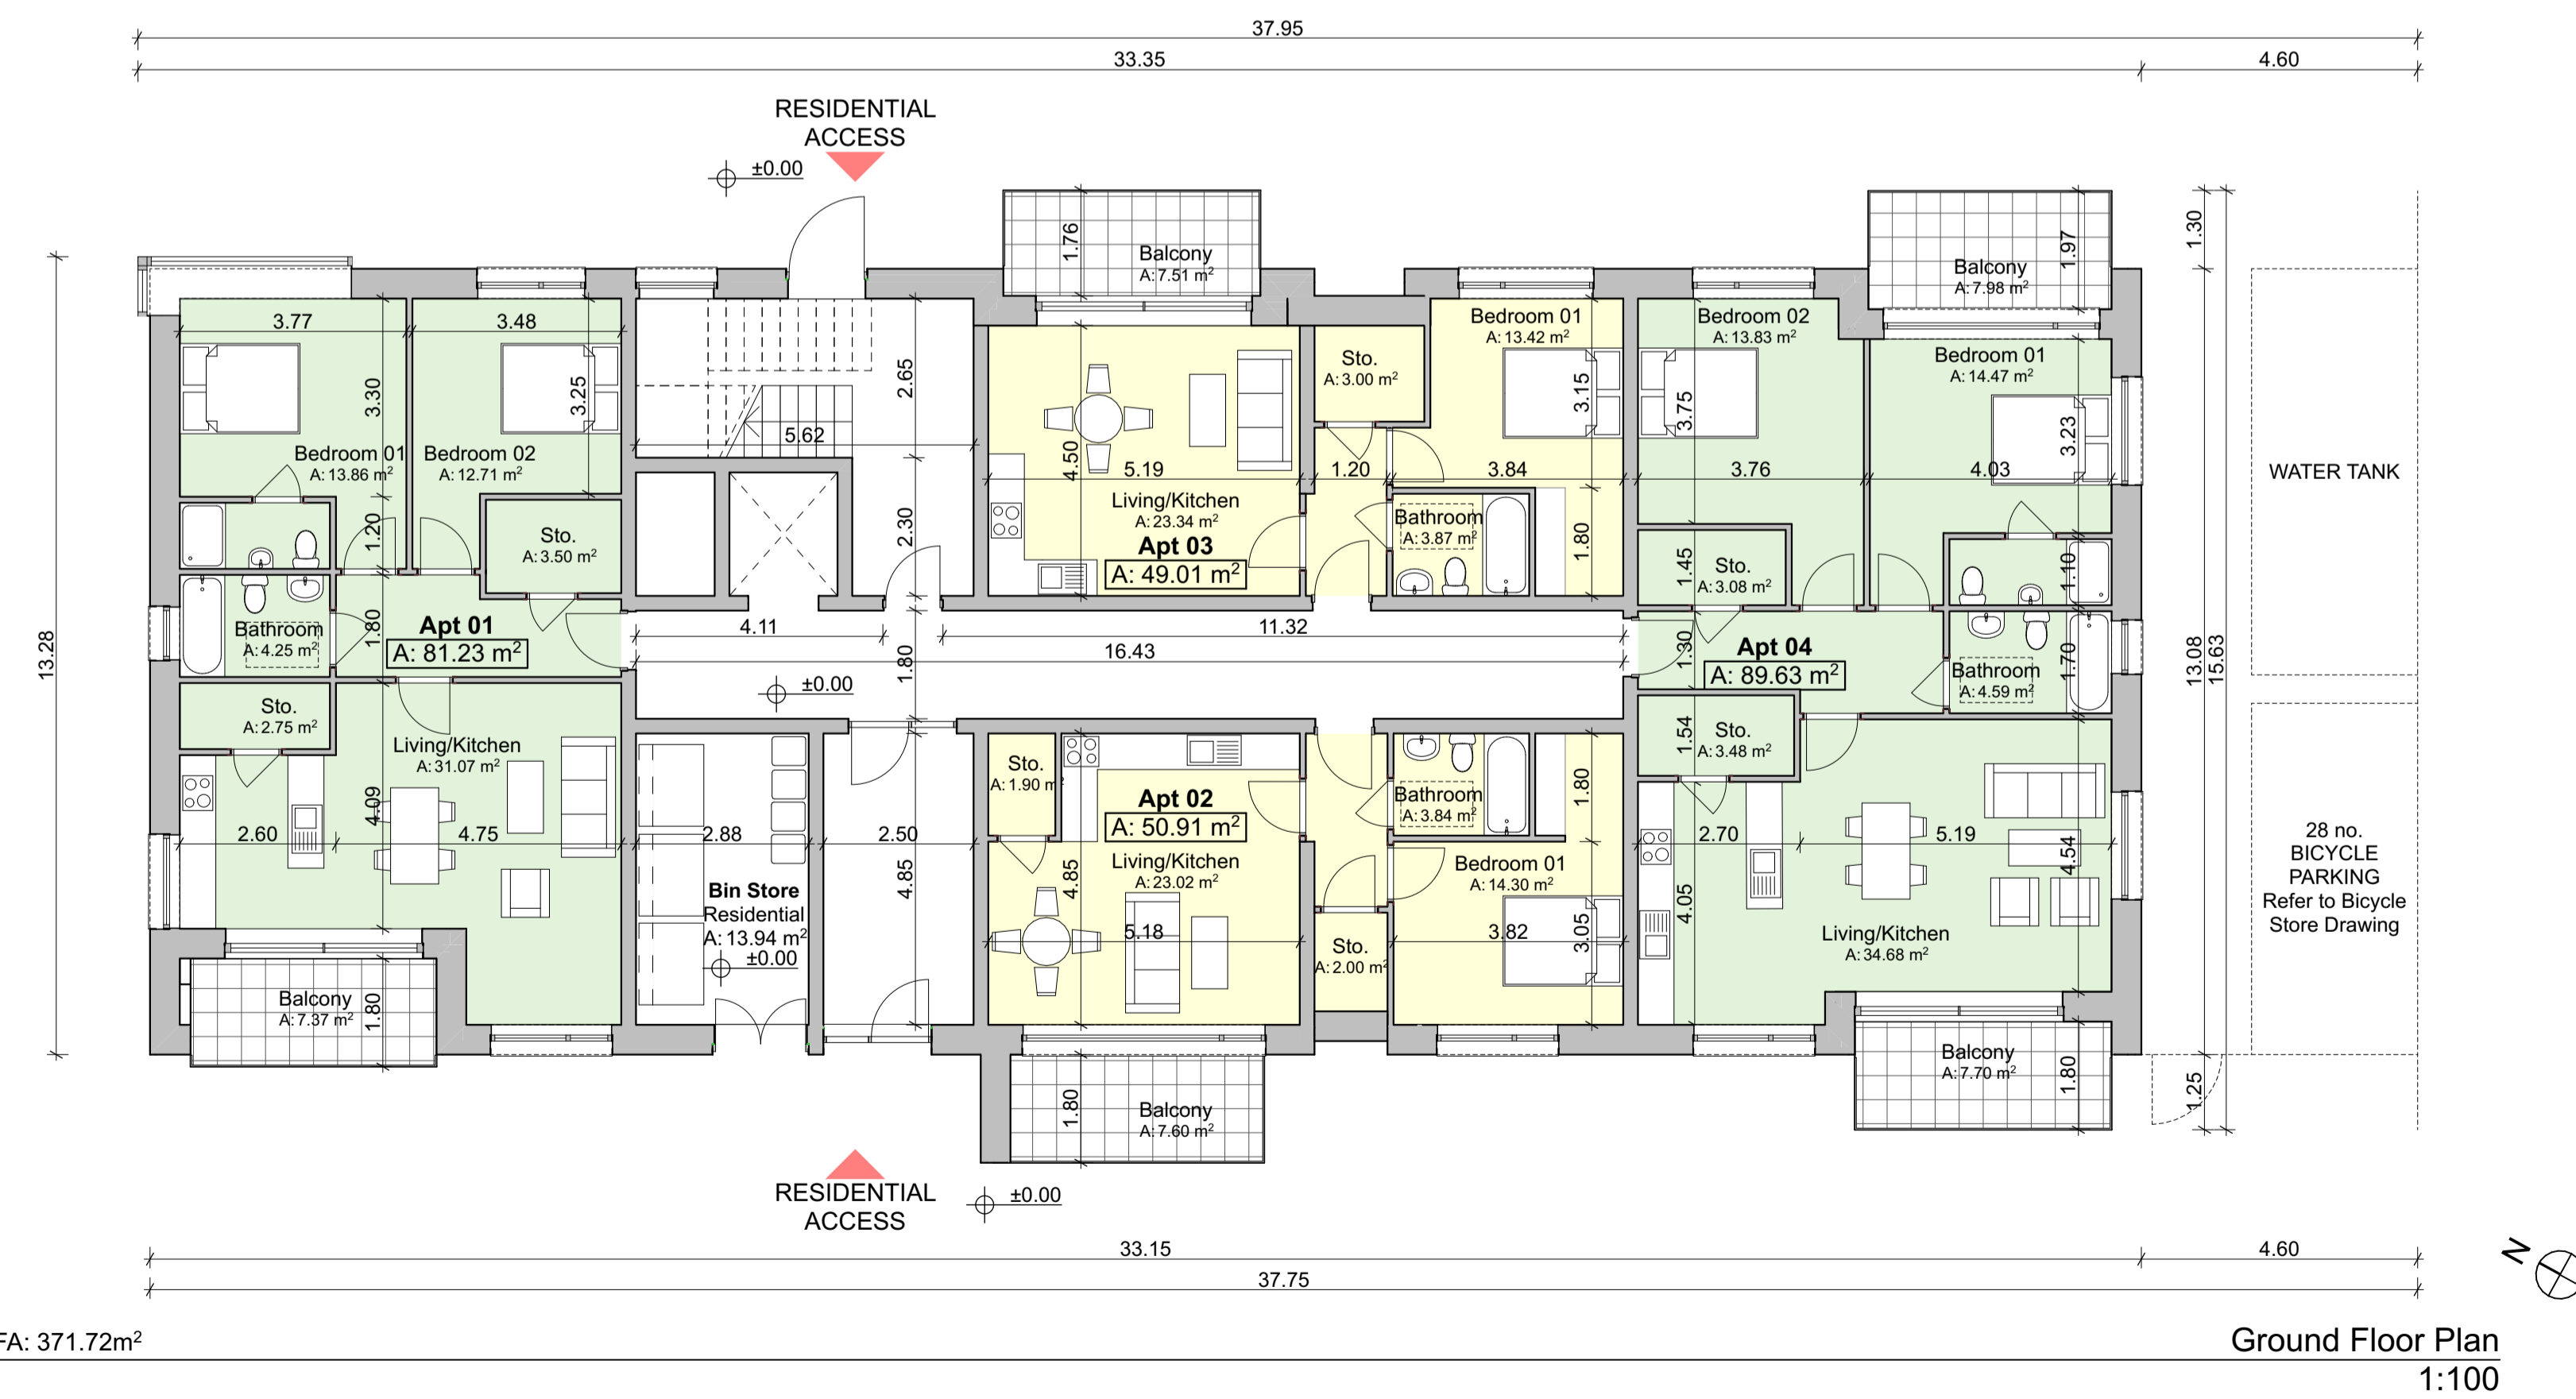 37.95
33.35
4.60
RESIDENTIAL
ACCESS
±0.00
1.76
Balcony
A: 7.51 m²
1.97
Balcony
A: 7.98 m²
1.30
3.77
3.48
3.30
3.25
Bedroom 01
A: 13.86 m²
Bedroom 02
A: 12.71 m²
1.20
Sto.
A: 3.50 m²
5.62
2.65
2.30
4.50
5.19
Living/Kitchen
A: 23.34 m²
Apt 03
A: 49.01 m²
Sto.
A: 3.00 m²
1.20
Bedroom 01
A: 13.42 m²
3.15
3.84
Bathroom
A: 3.87 m²
1.80
Bedroom 02
A: 13.83 m²
3.75
3.76
Bedroom 01
A: 14.47 m²
3.23
4.03
1.45
Sto.
A: 3.08 m²
1.10
WATER TANK
13.28
Bathroom
A: 4.25 m²
1.80
Apt 01
A: 81.23 m²
4.11
11.32
16.43
1.80
±0.00
1.30
Apt 04
A: 89.63 m²
Bathroom
A: 4.59 m²
1.70
13.08
15.63
Sto.
A: 2.75 m²
Living/Kitchen
A: 31.07 m²
4.09
2.60
4.75
2.88
2.50
4.85
Bin Store
Residential
A: 13.94 m²
±0.00
Sto.
A: 1.90 m²
Apt 02
A: 50.91 m²
Living/Kitchen
A: 23.02 m²
4.85
5.18
Bathroom
A: 3.84 m²
1.80
Bedroom 01
A: 14.30 m²
3.82
3.05
Sto.
A: 2.00 m²
1.54
Sto.
A: 3.48 m²
2.70
5.19
4.05
4.54
Living/Kitchen
A: 34.68 m²
28 no.
BICYCLE
PARKING
Refer to Bicycle
Store Drawing
Balcony
A: 7.37 m²
1.80
1.80
Balcony
A: 7.60 m²
Balcony
A: 7.70 m²
1.80
1.25
RESIDENTIAL
ACCESS
±0.00
33.15
4.60
37.75
N
FA: 371.72m²
Ground Floor Plan
1:100